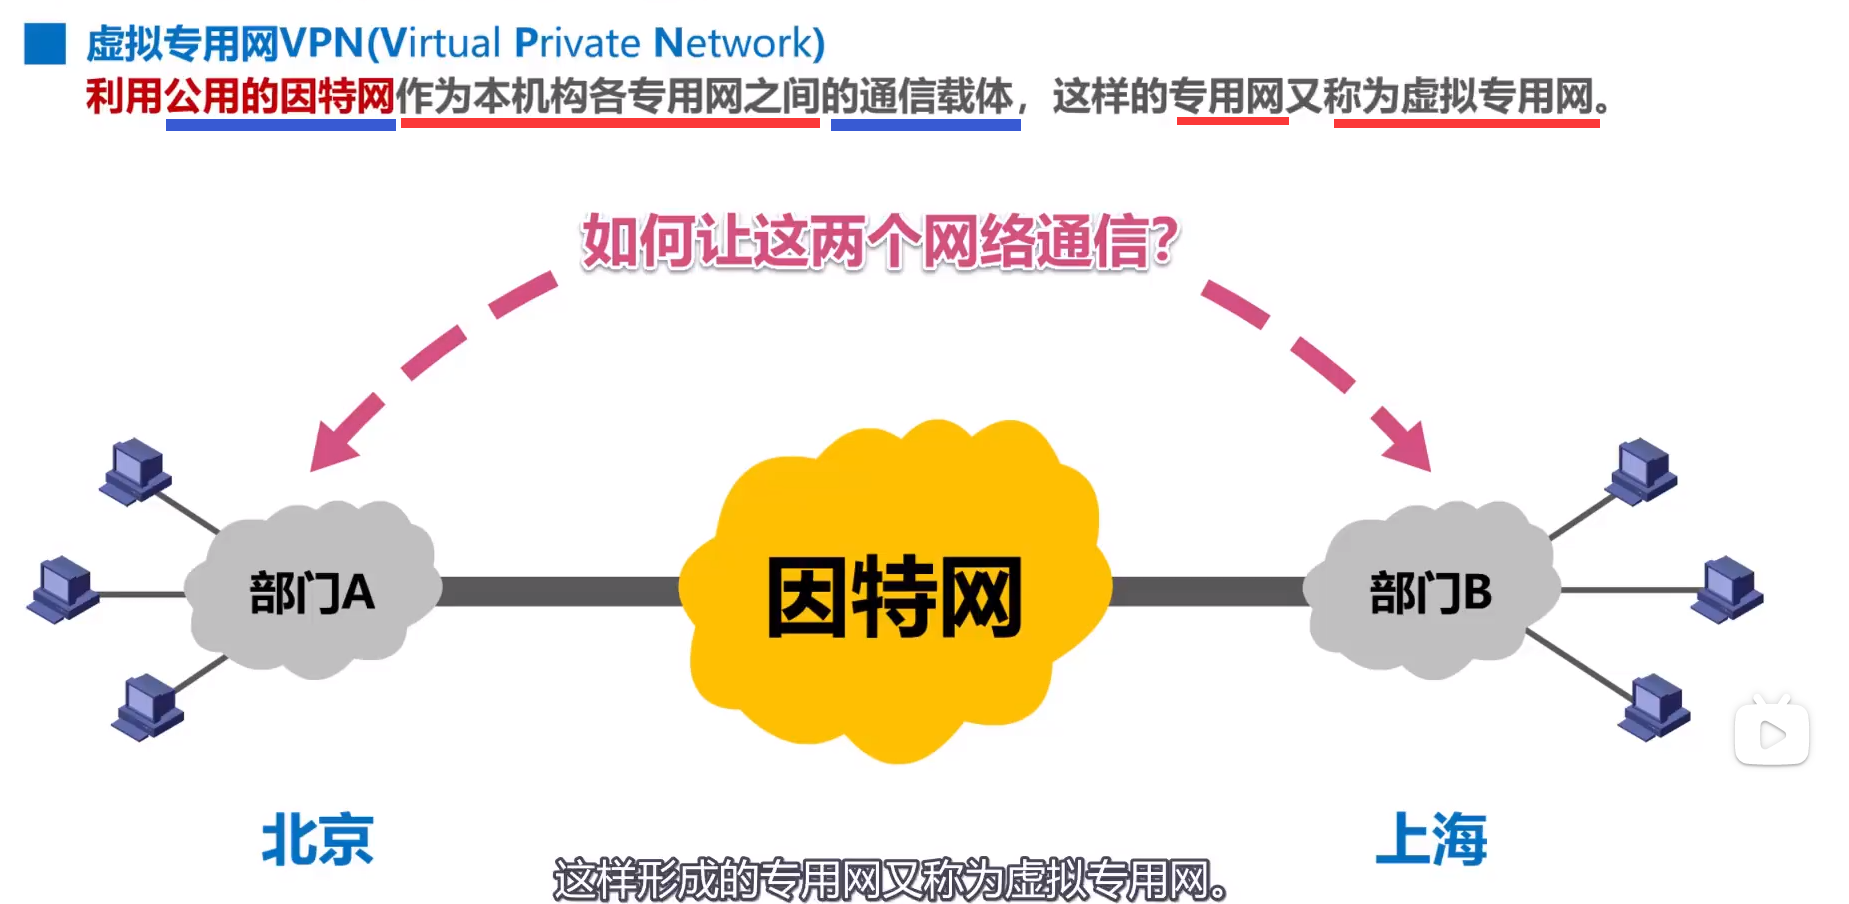 虚拟专用网VPN(Virtual Private Network)
利用公用的因特网作为本机构各专用网之间的通信载体，这样的专用网又称为虚拟专用网。
如何让这两个网络通信？
部门A
因特网
部门B
北京
上海
这样形成的专用网又称为虚拟专用网。